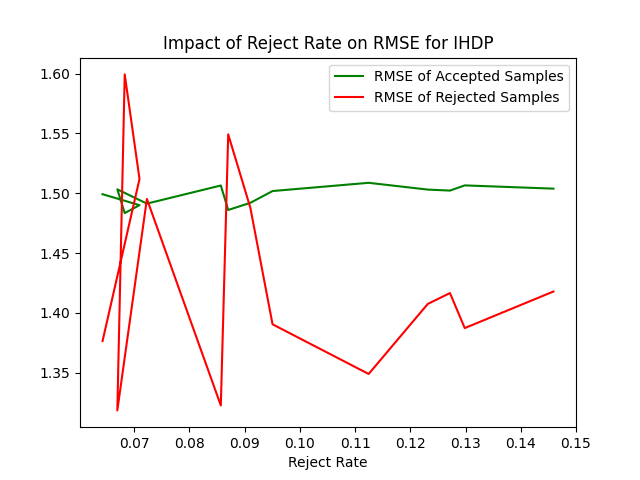 Impact of Reject Rate on RMSE for IHDP
RMSE of Accepted Samples
RMSE of Rejected Samples
1.60
1.55
1.50
1.45
1.40
1.35
0.07 0.08 0.09 0.10 0.11 0.12 0.13 0.14 0.15
Reject Rate